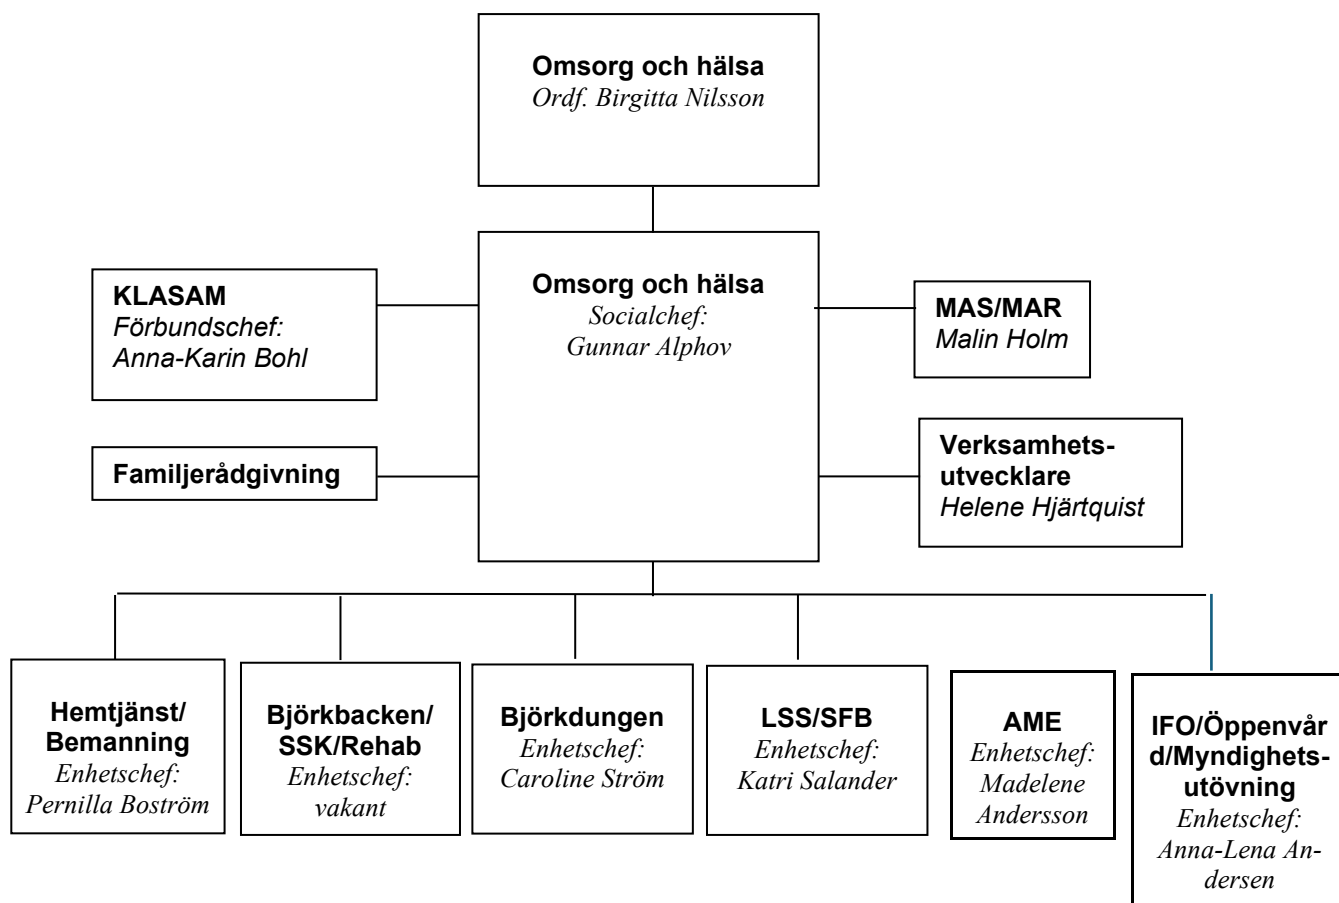 Omsorg och hälsa
Ordf. Birgitta Nilsson
Omsorg och hälsa
Socialchef:
Gunnar Alphov
KLASAM
Förbundschef:
Anna-Karin Bohl
MAS/MAR
Malin Holm
Familjerådgivning
Verksamhets-
utvecklare
Helene Hjärtquist
Hemtjänst/
Bemanning
Enhetschef:
Pernilla Boström
Björkbacken/
SSK/Rehab
Enhetschef:
vakant
Björkdungen
Enhetschef:
Caroline Ström
LSS/SFB
Enhetschef:
Katri Salander
AME
Enhetschef:
Madelene
Andersson
IFO/Öppenvår
d/Myndighets-
utövning
Enhetschef:
Anna-Lena An-
dersen